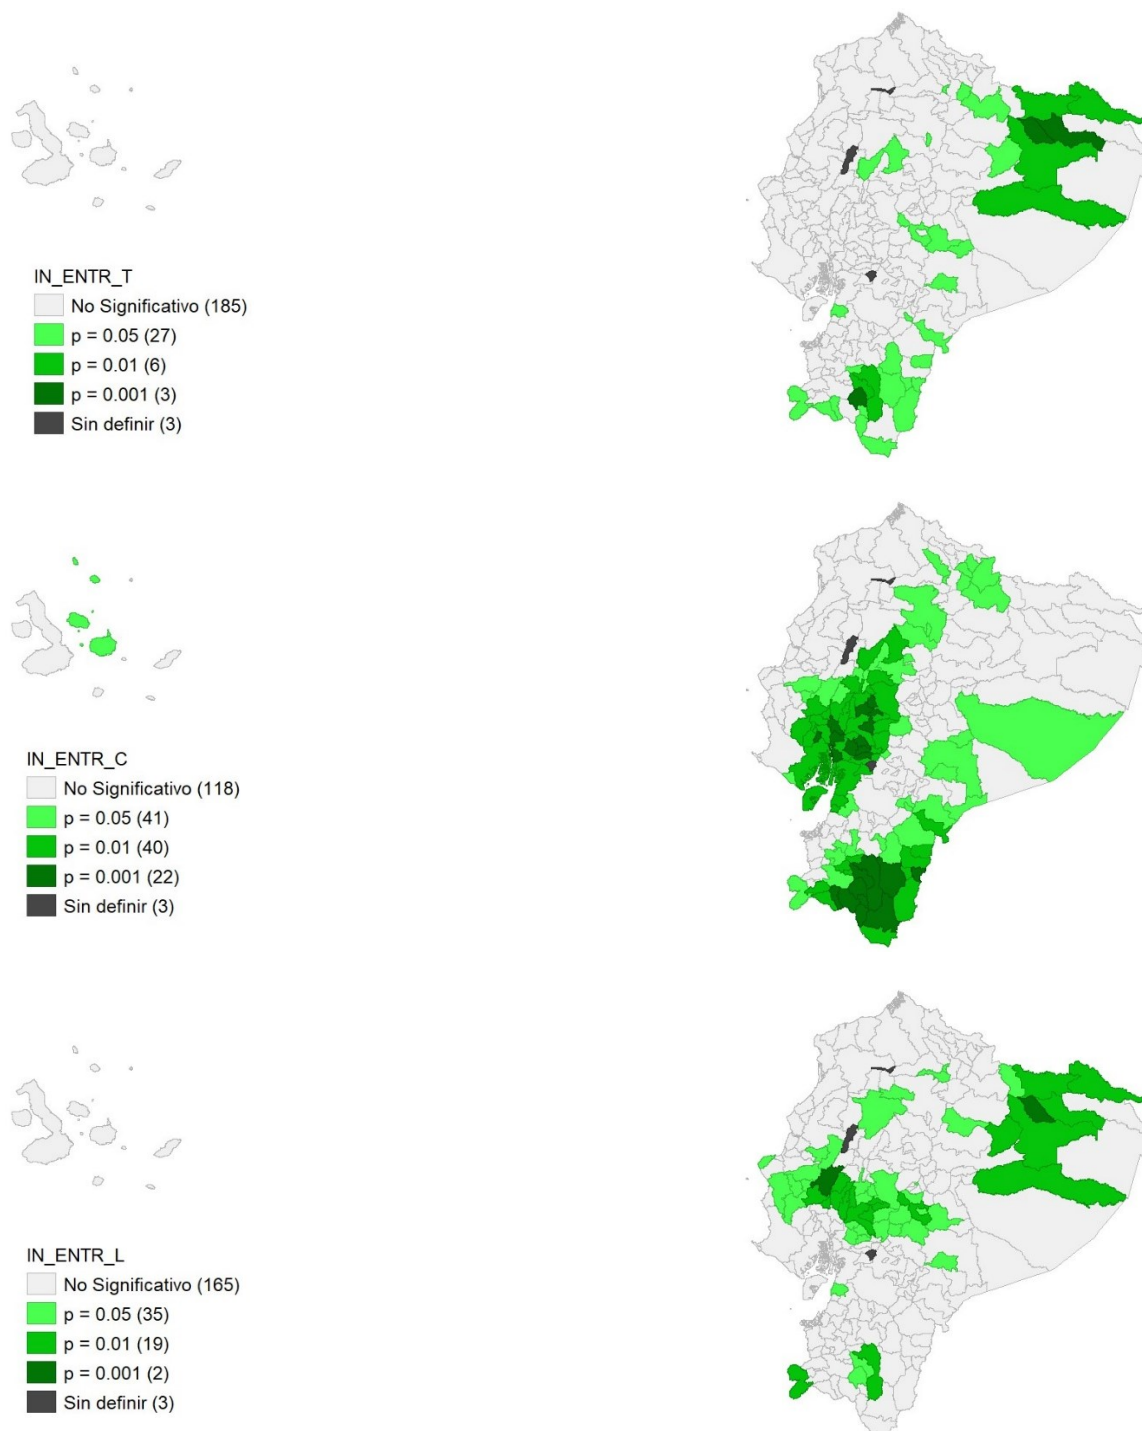 IN_ENTR_T
No Significativo (185)
p = 0.05 (27)
p = 0.01 (6)
p = 0.001 (3)
Sin definir (3)
IN_ENTR_C
No Significativo (118)
p = 0.05 (41)
p = 0.01 (40)
p = 0.001 (22)
Sin definir (3)
IN_ENTR_L
No Significativo (165)
p = 0.05 (35)
p = 0.01 (19)
p = 0.001 (2)
Sin definir (3)